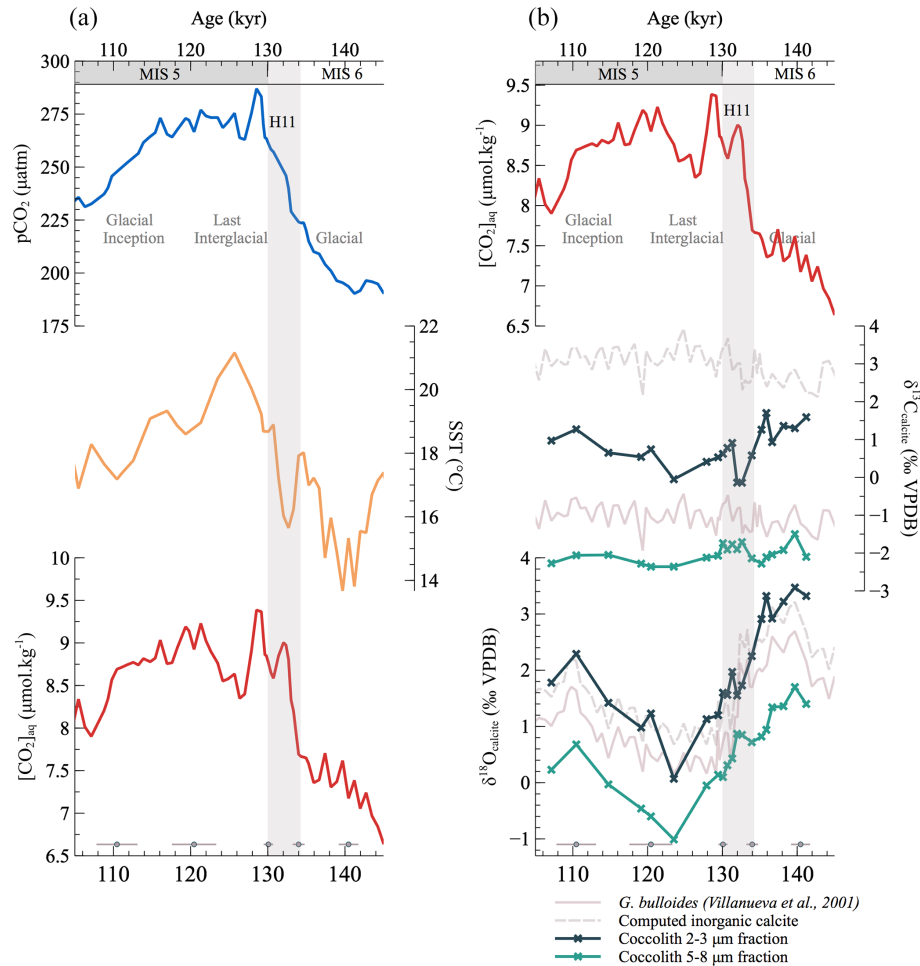 (a)
Age (kyr)
110 120 130 140
300
275
250
225
200
175
pCO₂ (µatm)
MIS 5
MIS 6
H11
Glacial
Inception
Last
Interglacial
Glacial
22
20
18
16
14
SST (°C)
10
9.5
9
8.5
8
7.5
7
6.5
[CO₂]aq (µmol.kg⁻¹)
110 120 130 140
(b)
Age (kyr)
110 120 130 140
9.5
9
8.5
8
7.5
7
6.5
[CO₂]aq (µmol.kg⁻¹)
MIS 5
MIS 6
H11
Glacial
Inception
Last
Interglacial
Glacial
4
3
2
1
0
−1
−2
−3
δ¹³Ccalcite (‰ VPDB)
4
3
2
1
0
−1
δ¹⁸Ocalcite (‰ VPDB)
110 120 130 140
G. bulloides (Villanueva et al., 2001)
Computed inorganic calcite
Coccolith 2-3 µm fraction
Coccolith 5-8 µm fraction